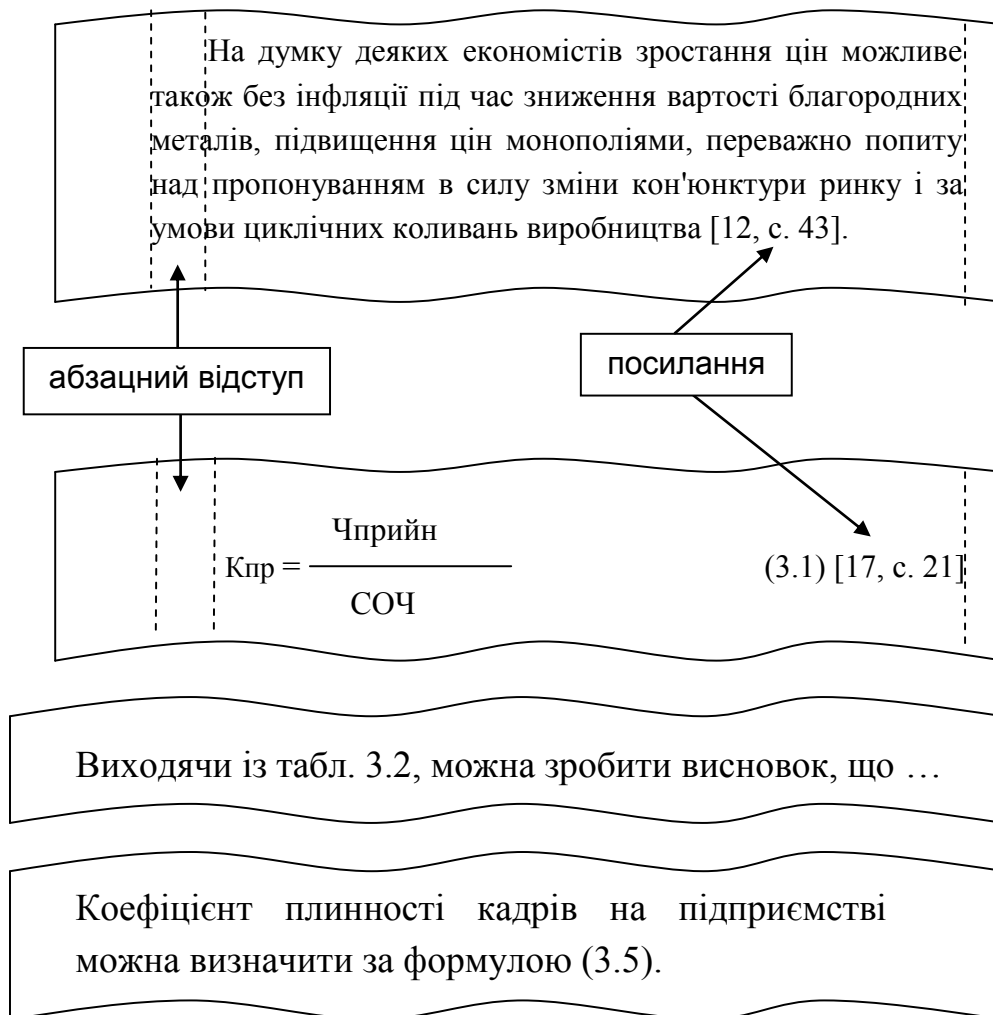 На думку деяких економістів зростання цін можливе
також без інфляції під час зниження вартості благородних
металів, підвищення цін монополіями, переважно попиту
над пропонуванням в силу зміни кон'юнктури ринку і за
умови циклічних коливань виробництва [12, с. 43].
абзацний відступ
посилання
Чприйн
Кпр = (3.1) [17, с. 21]
СОЧ
Виходячи із табл. 3.2, можна зробити висновок, що …
Коефіцієнт плинності кадрів на підприємстві
можна визначити за формулою (3.5).